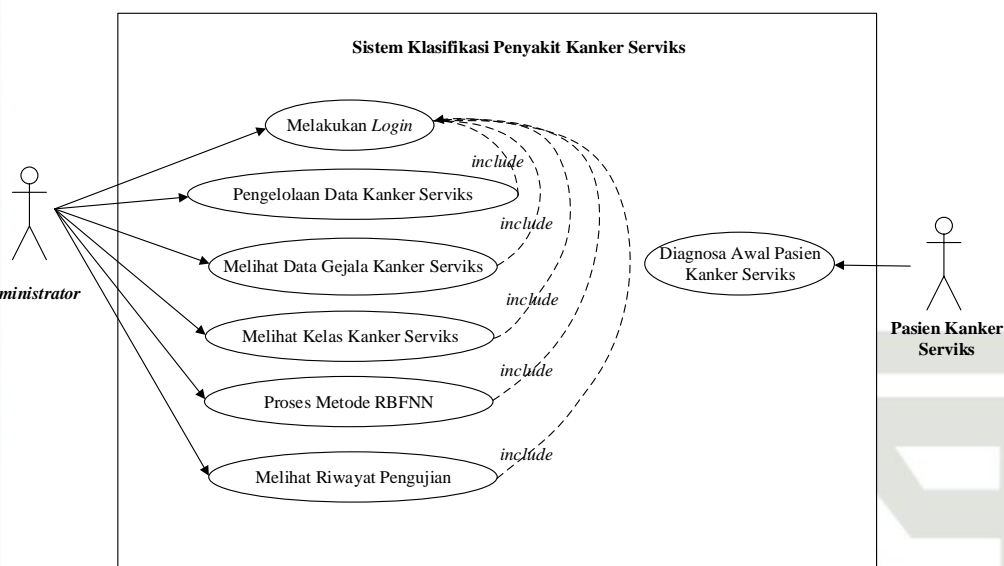 Sistem Klasifikasi Penyakit Kanker Serviks
Melakukan Login
include
Pengelolaan Data Kanker Serviks
include
Melihat Data Gejala Kanker Serviks
Diagnosa Awal Pasien
Kanker Serviks
ministrator
include
Melihat Kelas Kanker Serviks
Pasien Kanker
Serviks
include
Proses Metode RBFNN
include
Melihat Riwayat Pengujian